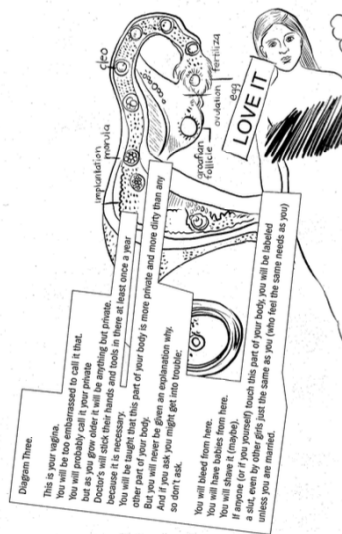 Diagram Three.
This is your vagina.
You will be too embarrassed to call it that.
You will probably call it your private
but as you grow older it will be anything but private.
Doctor's will stick their hands and tools in there at least once a year
because it is necessary.
You will be taught that this part of your body is more private and more dirty than any
other part of your body.
But you will never be given an explanation why.
And if you ask you might get into trouble:
so don't ask.
You will bleed from here.
You will have babies from here.
You will shave it (maybe).
If anyone (or if you yourself) touch this part of your body, you will be labeled
a slut, even by other girls just the same as you (who feel the same needs as you)
unless you are married.
implantation
marula
cleo
fertiliza
ovulation
egg
graafian
follicle
LOVE IT